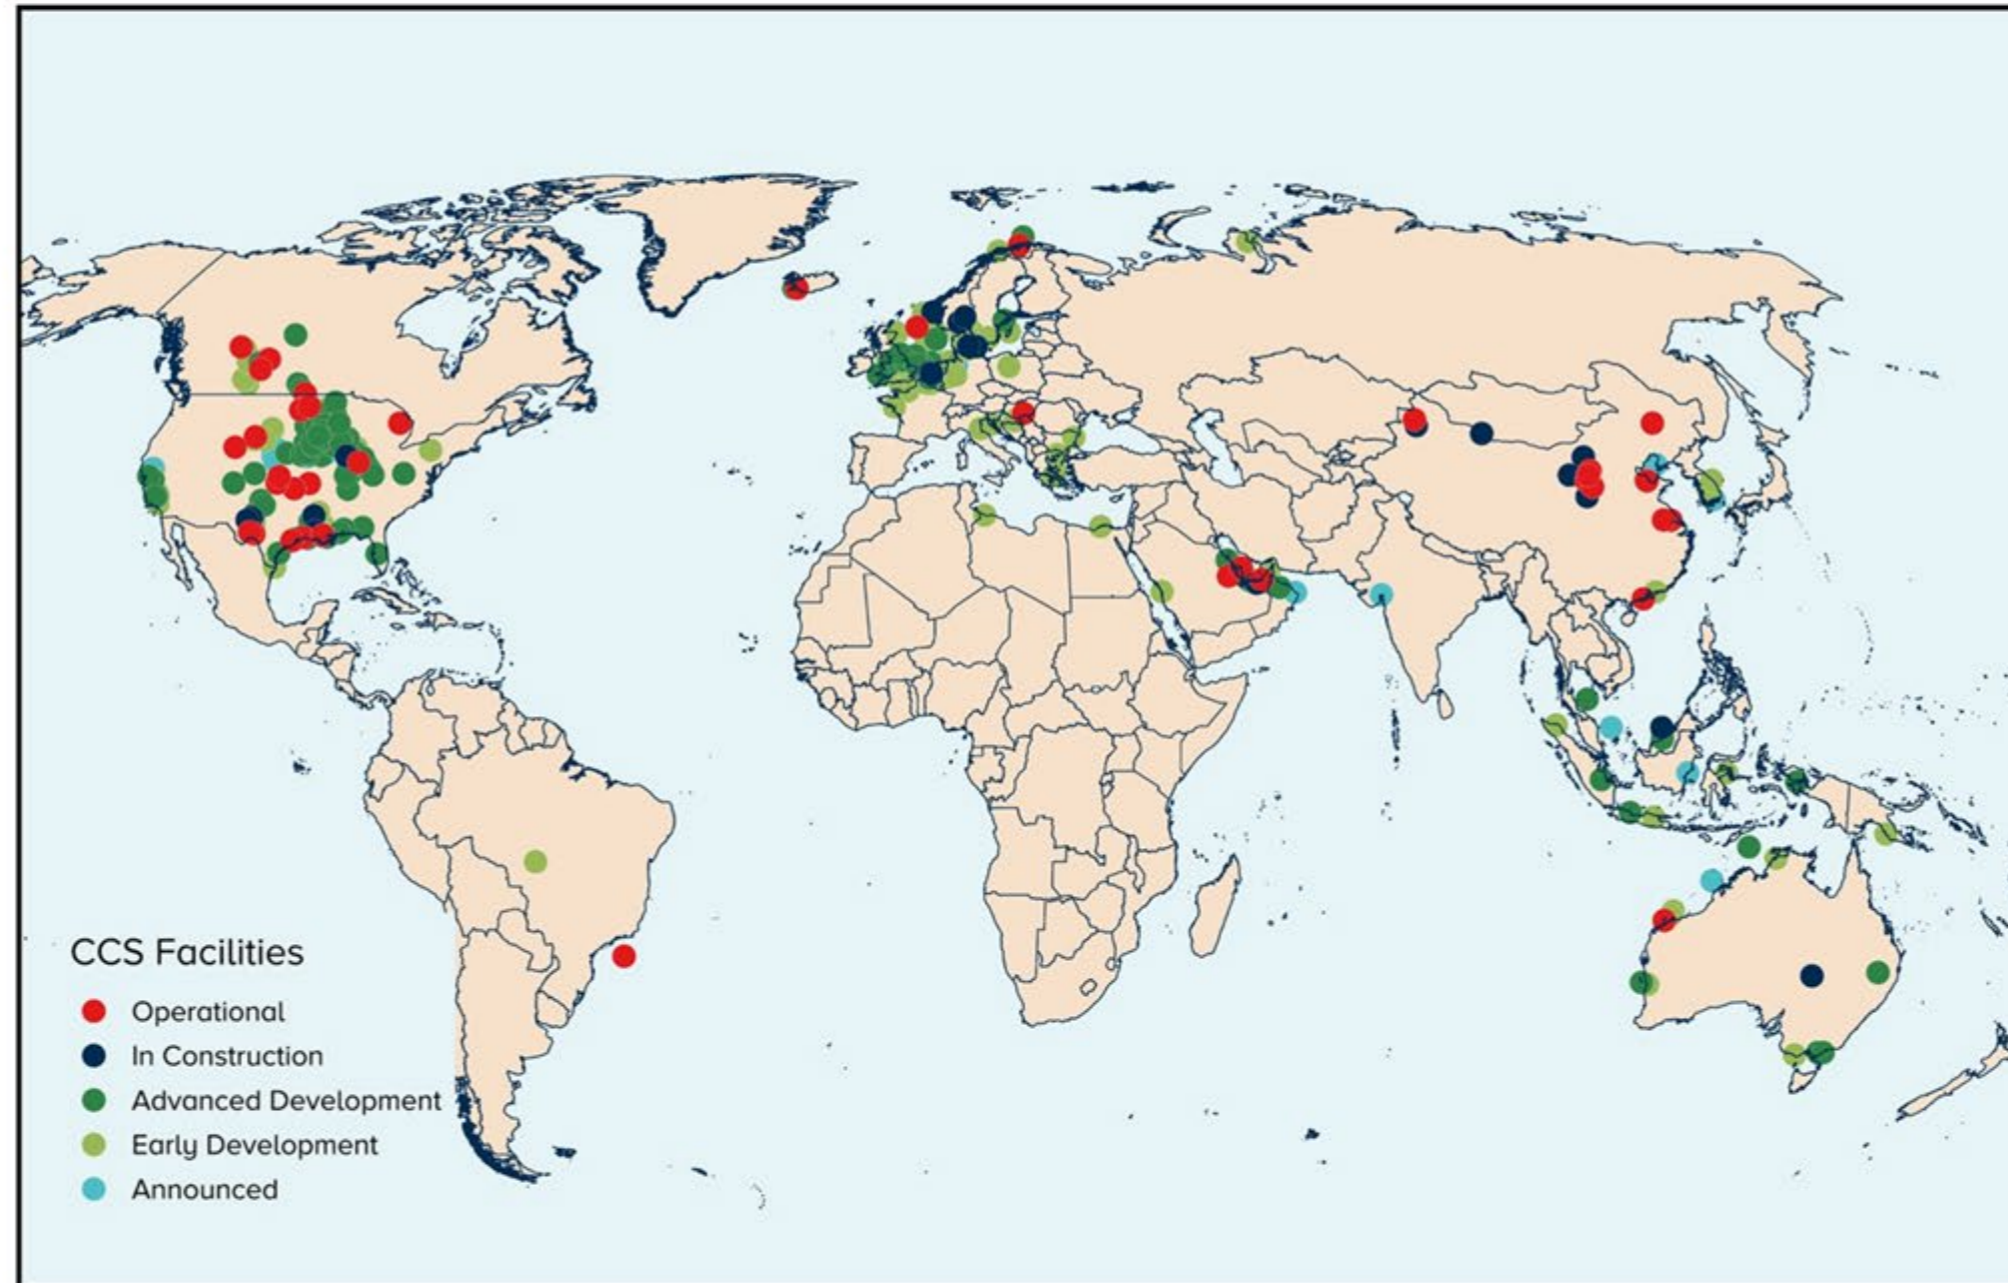 CCS Facilities
Operational
In Construction
Advanced Development
Early Development
Announced